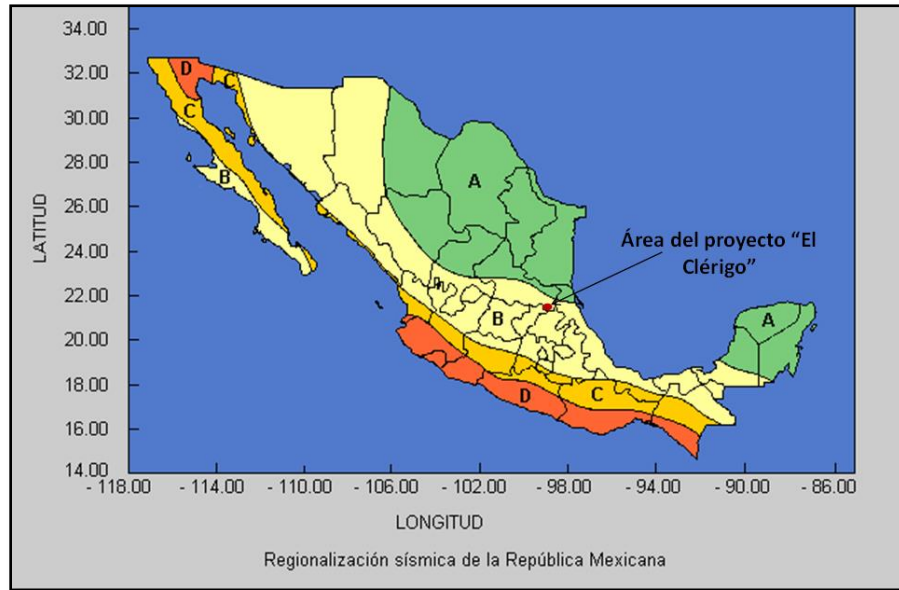 34.00
32.00
30.00
28.00
26.00
24.00
22.00
20.00
18.00
16.00
14.00
LATITUD
D
C
C
B
A
Área del proyecto “El
Clérigo”
B
A
C
D
- 118.00 - 114.00 - 110.00 - 106.00 - 102.00 - 98.00 - 94.00 - 90.00 - 86.00
LONGITUD
Regionalización sísmica de la República Mexicana